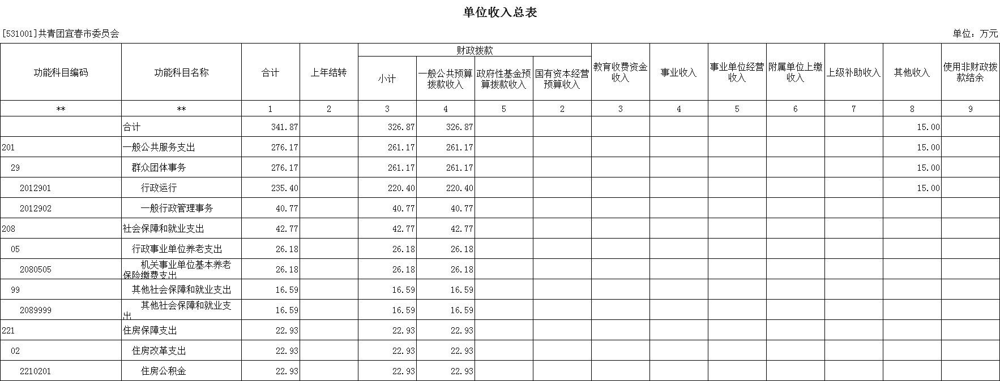 单位收入总表
[531001]共青团宜春市委员会 单位：万元
功能科目编码 功能科目名称 合计 上年结转 财政拨款 教育收费资金收入 事业收入 事业单位经营收入 附属单位上缴收入 上级补助收入 其他收入 使用非财政拨款结余
小计 一般公共预算拨款收入 政府性基金预算拨款收入 国有资本经营预算收入
** ** 1 2 3 4 5 2 3 4 5 6 7 8 9
合计 341.87 326.87 326.87 15.00
201 一般公共服务支出 276.17 261.17 261.17 15.00
29 群众团体事务 276.17 261.17 261.17 15.00
2012901 行政运行 235.40 220.40 220.40 15.00
2012902 一般行政管理事务 40.77 40.77 40.77
208 社会保障和就业支出 42.77 42.77 42.77
05 行政事业单位养老支出 26.18 26.18 26.18
2080505 机关事业单位基本养老保险缴费支出 26.18 26.18 26.18
99 其他社会保障和就业支出 16.59 16.59 16.59
2089999 其他社会保障和就业支出 16.59 16.59 16.59
221 住房保障支出 22.93 22.93 22.93
02 住房改革支出 22.93 22.93 22.93
2210201 住房公积金 22.93 22.93 22.93